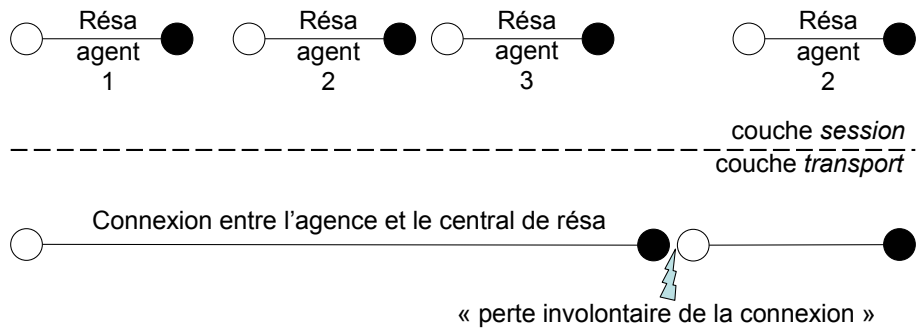 Résa
agent
1
Résa
agent
2
Résa
agent
3
Résa
agent
2
couche session
couche transport
Connexion entre l’agence et le central de résa
« perte involontaire de la connexion »